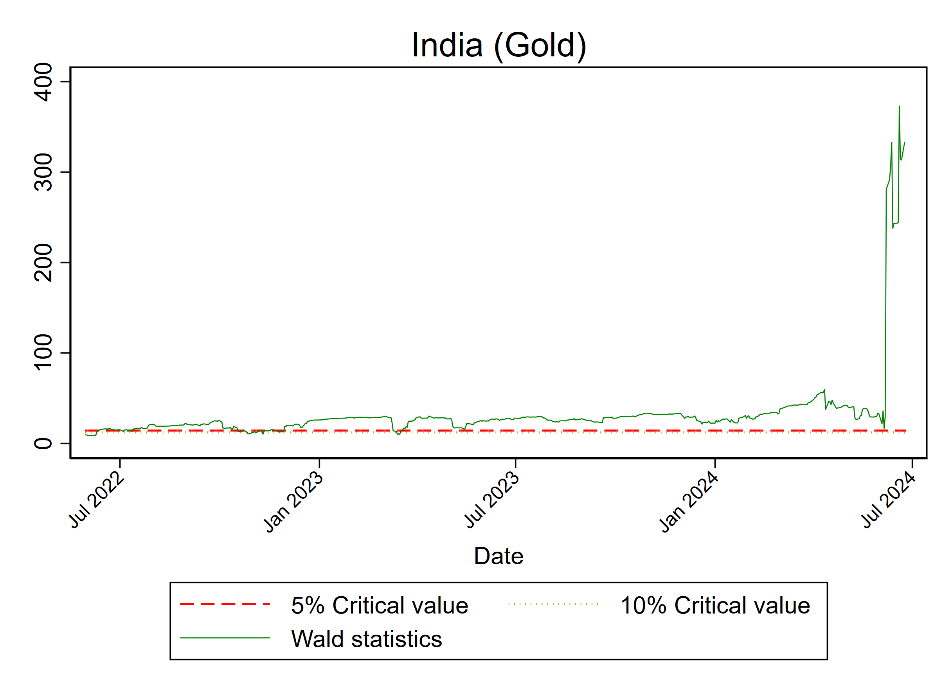 India (Gold)
400
300
200
100
0
Jul 2022
Jan 2023
Jul 2023
Jan 2024
Jul 2024
Date
5% Critical value
10% Critical value
Wald statistics